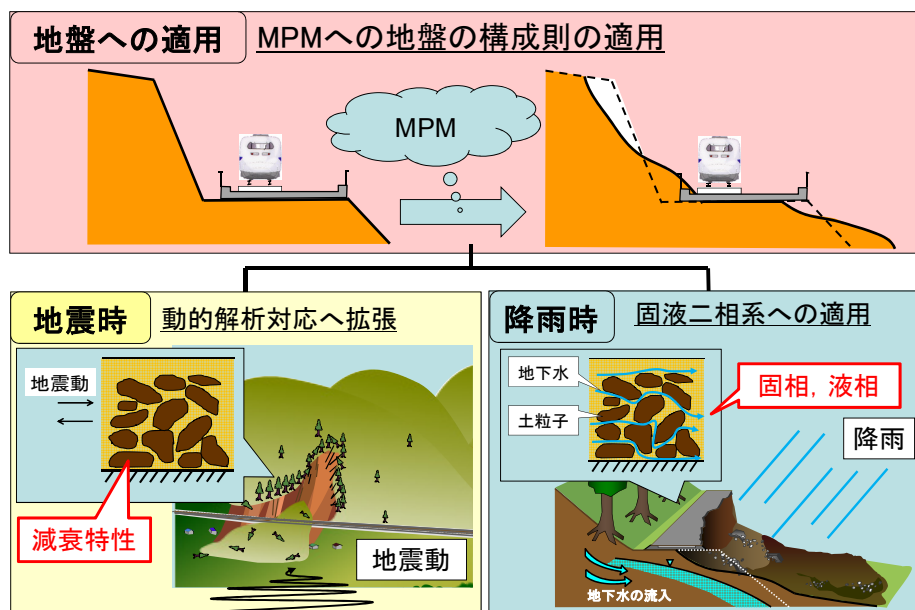 地盤への適用
MPMへの地盤の構成則の適用
MPM
地震時
動的解析対応へ拡張
地震動
減衰特性
地震動
降雨時
固液二相系への適用
地下水
土粒子
固相，液相
降雨
地下水の流入